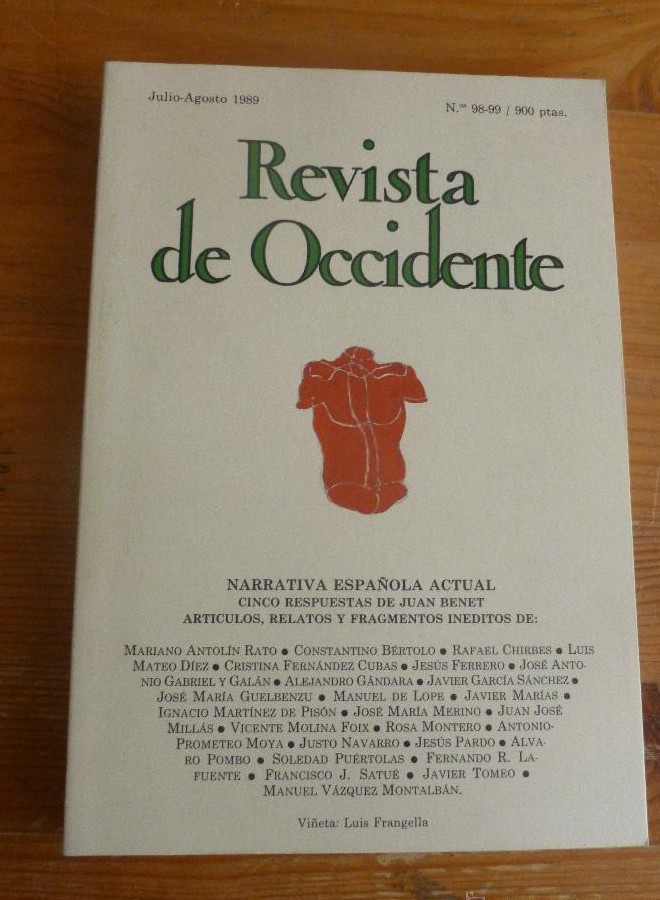 Julio-Agosto 1989
N.os 98-99 / 900 ptas.
Revista
de Occidente
NARRATIVA ESPAÑOLA ACTUAL
CINCO RESPUESTAS DE JUAN BENET
ARTICULOS, RELATOS Y FRAGMENTOS INEDITOS DE:
MARIANO ANTOLÍN RATO ● CONSTANTINO BÉRTOLO ● RAFAEL CHIRBES ● LUIS
MATEO DÍEZ ● CRISTINA FERNÁNDEZ CUBAS ● JESÚS FERRERO ● JOSÉ ANTO-
NIO GABRIEL Y GALÁN ● ALEJANDRO GÁNDARA ● JAVIER GARCÍA SÁNCHEZ ●
JOSÉ MARÍA GUELBENZU ● MANUEL DE LOPE ● JAVIER MARÍAS ●
IGNACIO MARTÍNEZ DE PISÓN ● JOSÉ MARÍA MERINO ● JUAN JOSÉ
MILLÁS ● VICENTE MOLINA FOIX ● ROSA MONTERO ● ANTONIO-
PROMETEO MOYA ● JUSTO NAVARRO ● JESÚS PARDO ● ALVA-
RO POMBO ● SOLEDAD PUÉRTOLAS ● FERNANDO R. LA-
FUENTE ● FRANCISCO J. SATUÉ ● JAVIER TOMEO ●
MANUEL VÁZQUEZ MONTALBÁN.
Viñeta: Luis Frangella